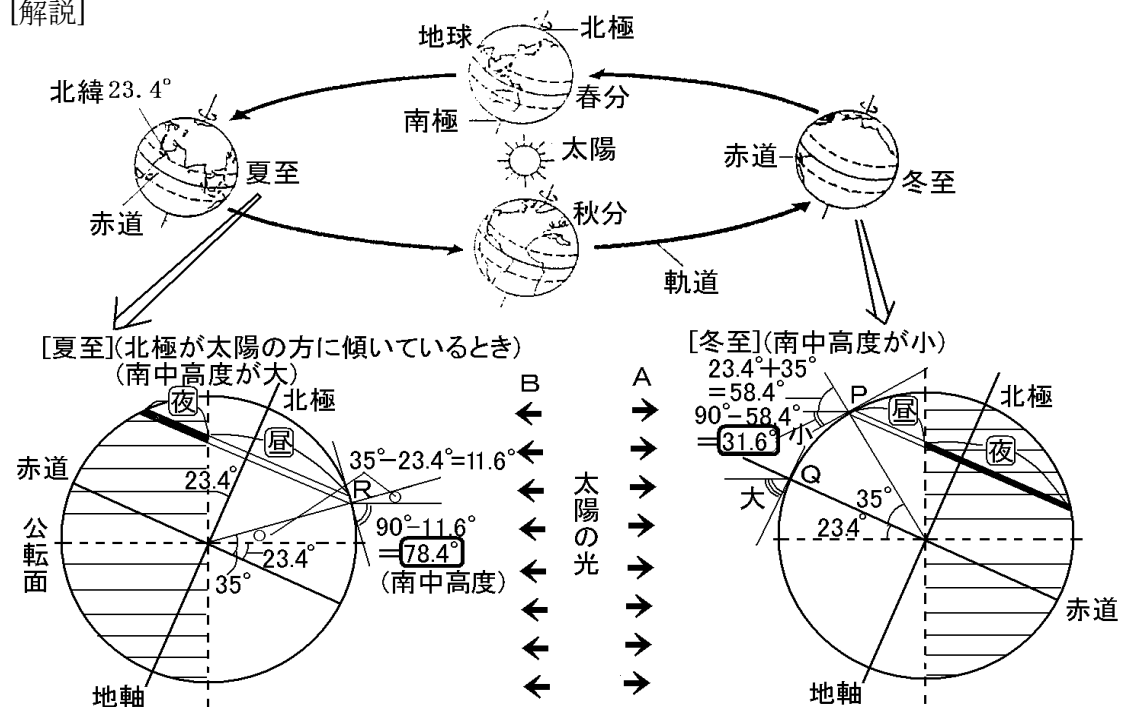 [解説]
地球
北極
北緯23.4°
春分
南極
太陽
赤道
夏至
冬至
赤道
秋分
軌道
[夏至](北極が太陽の方に傾いているとき)
(南中高度が大)
夜
北極
昼
赤道
23.4°
35°-23.4°=11.6°
R
公転面
90°-11.6°
=78.4°
(南中高度)
23.4°
35°
地軸
B
A
太陽の光
[冬至](南中高度が小)
23.4°+35°
=58.4°
P
北極
90°-58.4°
=31.6°
小
昼
夜
Q
大
35°
234°
赤道
地軸